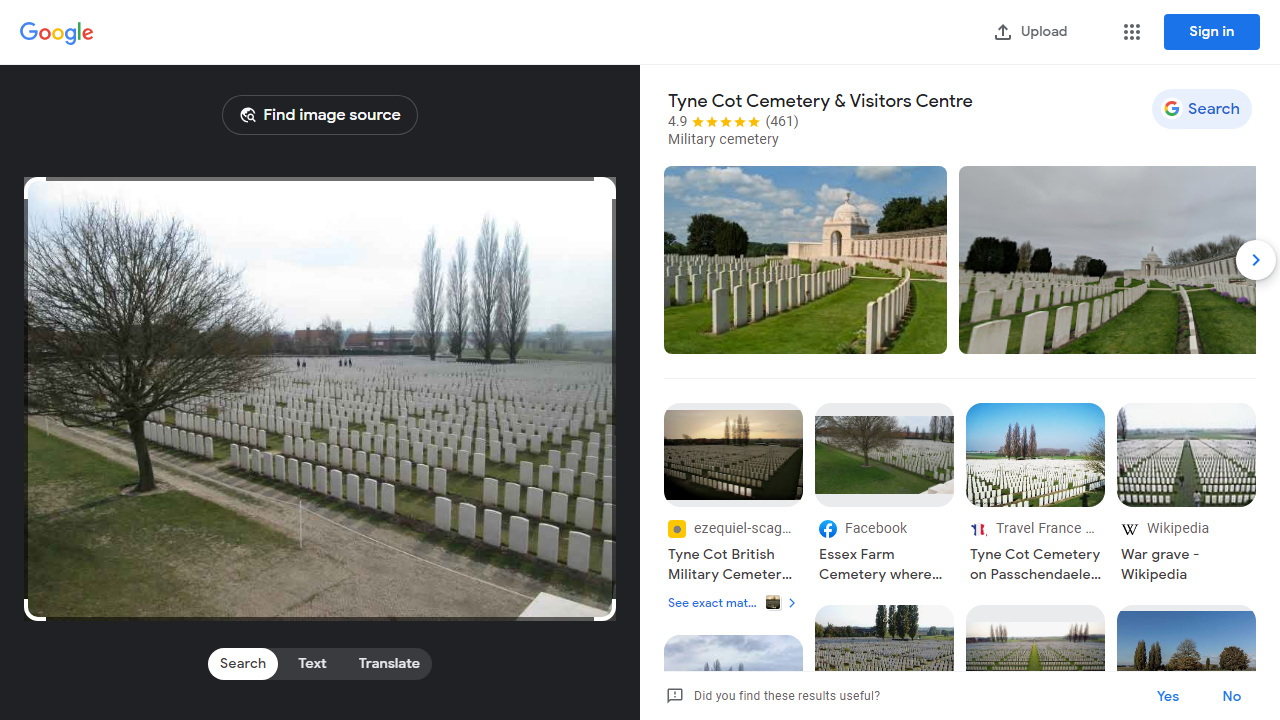 Google
Upload
Sign in
Find image source
Search
Text
Translate
Tyne Cot Cemetery & Visitors Centre
4.9
(461)
Military cemetery
Search
ezequiel-scag...
Tyne Cot British
Military Cemeter...
See exact mat...
Facebook
Essex Farm
Cemetery where...
Travel France ...
Tyne Cot Cemetery
on Passchendaele...
W Wikipedia
War grave -
Wikipedia
Did you find these results useful?
Yes
No